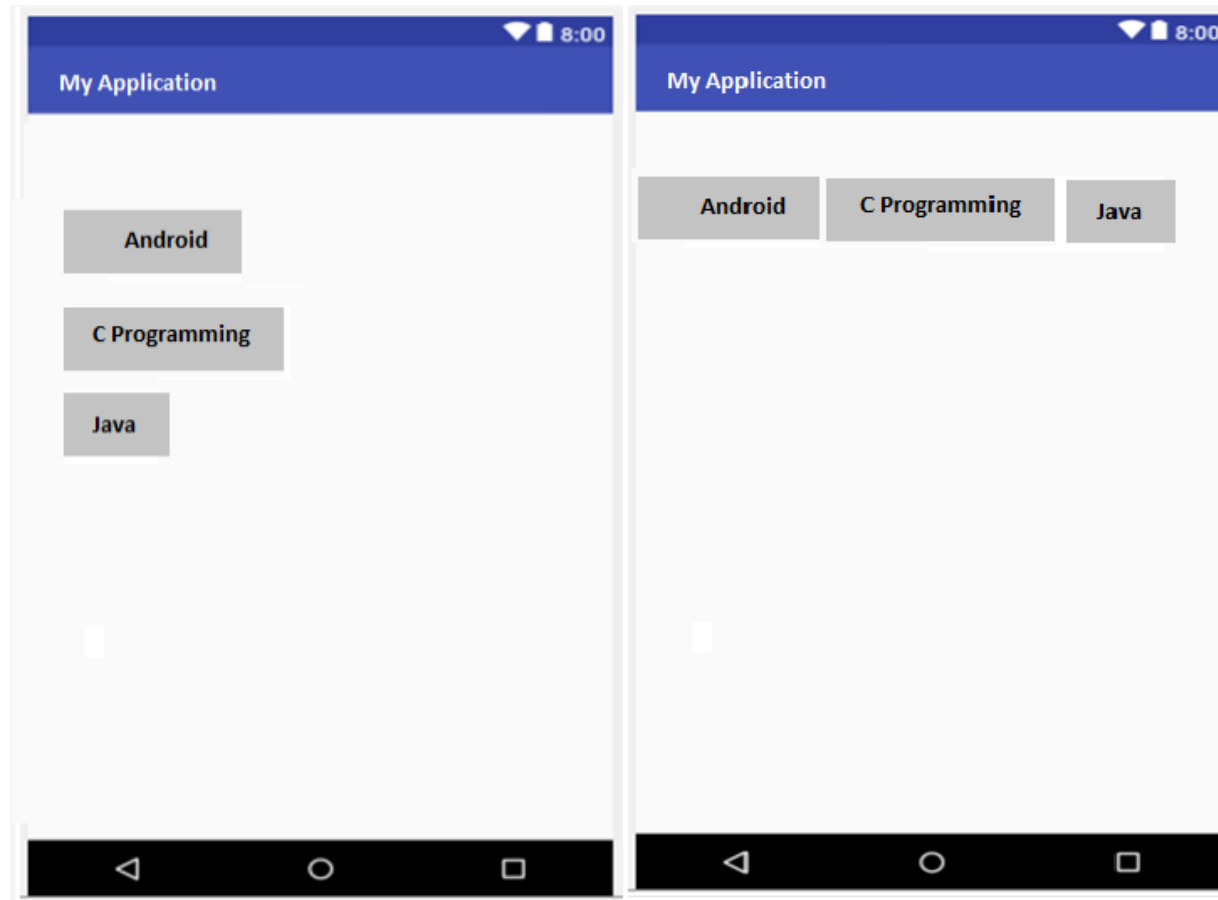 8:00
My Application
Android
C Programming
Java
8:00
My Application
Android
C Programming
Java